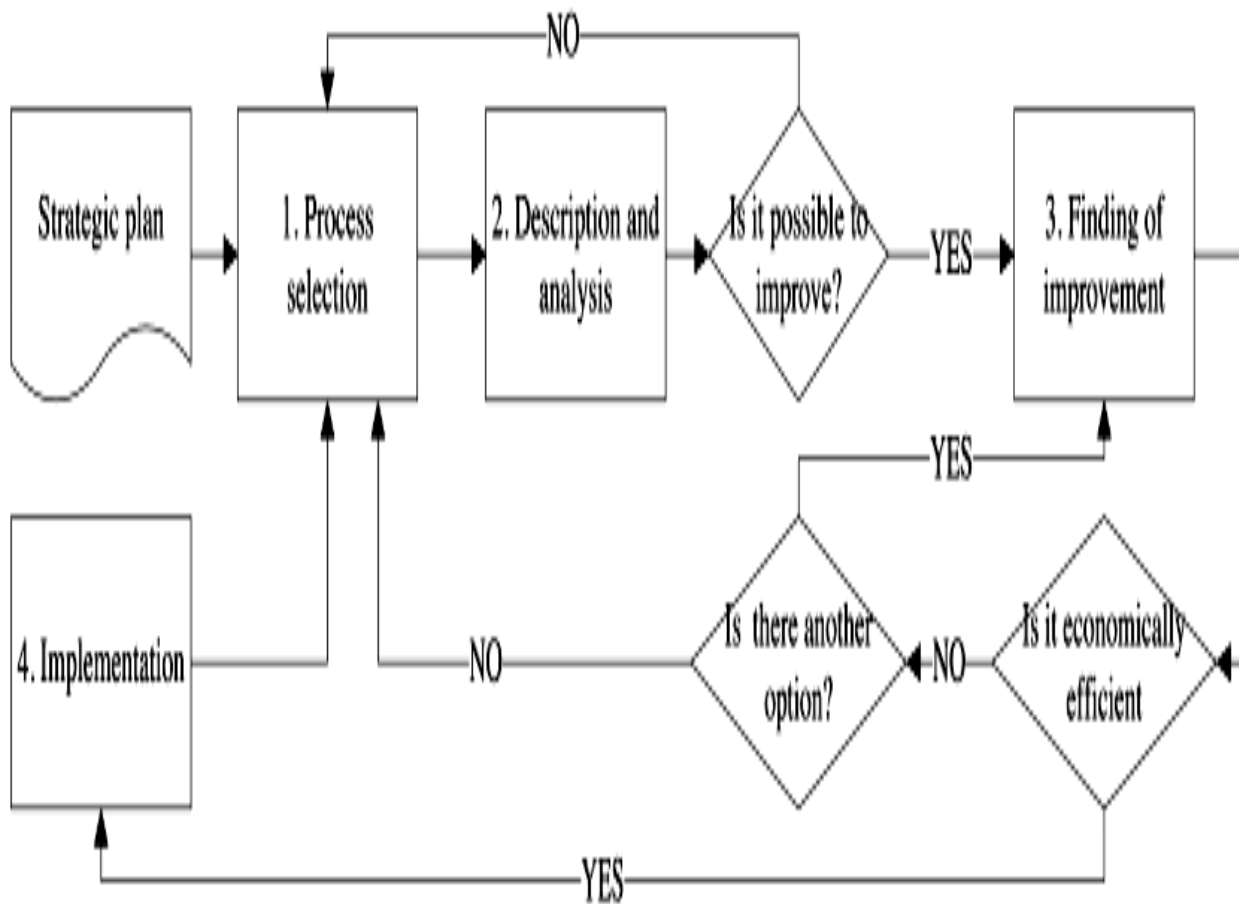 NO
Strategic plan
1. Process
selection
2. Description and
analysis
Is it possible to
improve?
YES
3. Finding of
improvement
YES
4. Implementation
NO
Is there another
option?
NO
Is it economically
efficient
YES